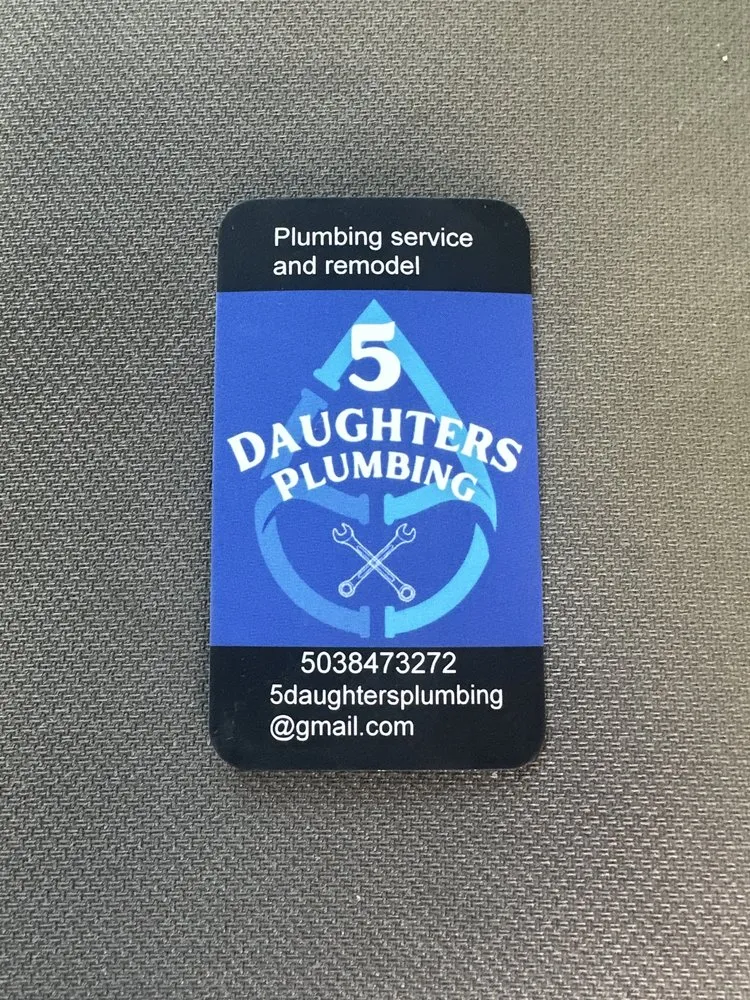 Plumbing service
and remodel
5
DAUGHTERS
PLUMBING
5038473272
5daughtersplumbing
@gmail.com